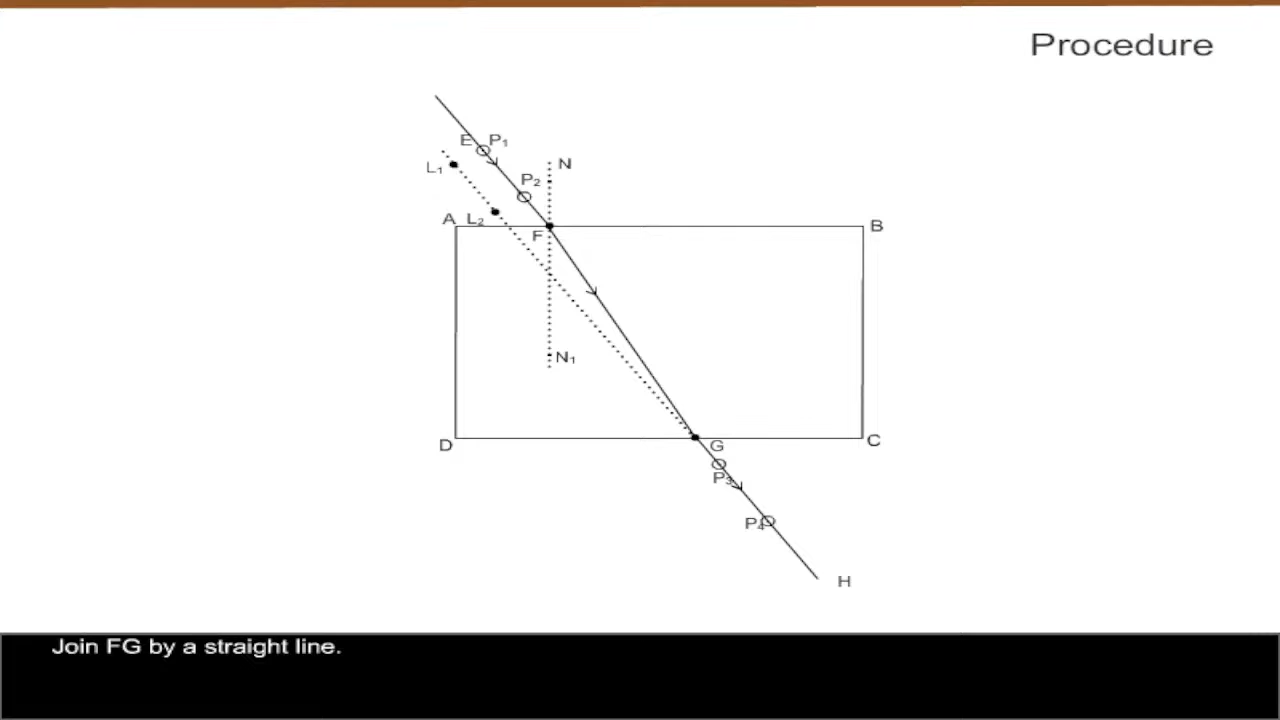 Procedure
E P₁
L₁
N
P₂
A L₂
F
B
N₁
D
G
C
P₃
P₄
H
Join FG by a straight line.